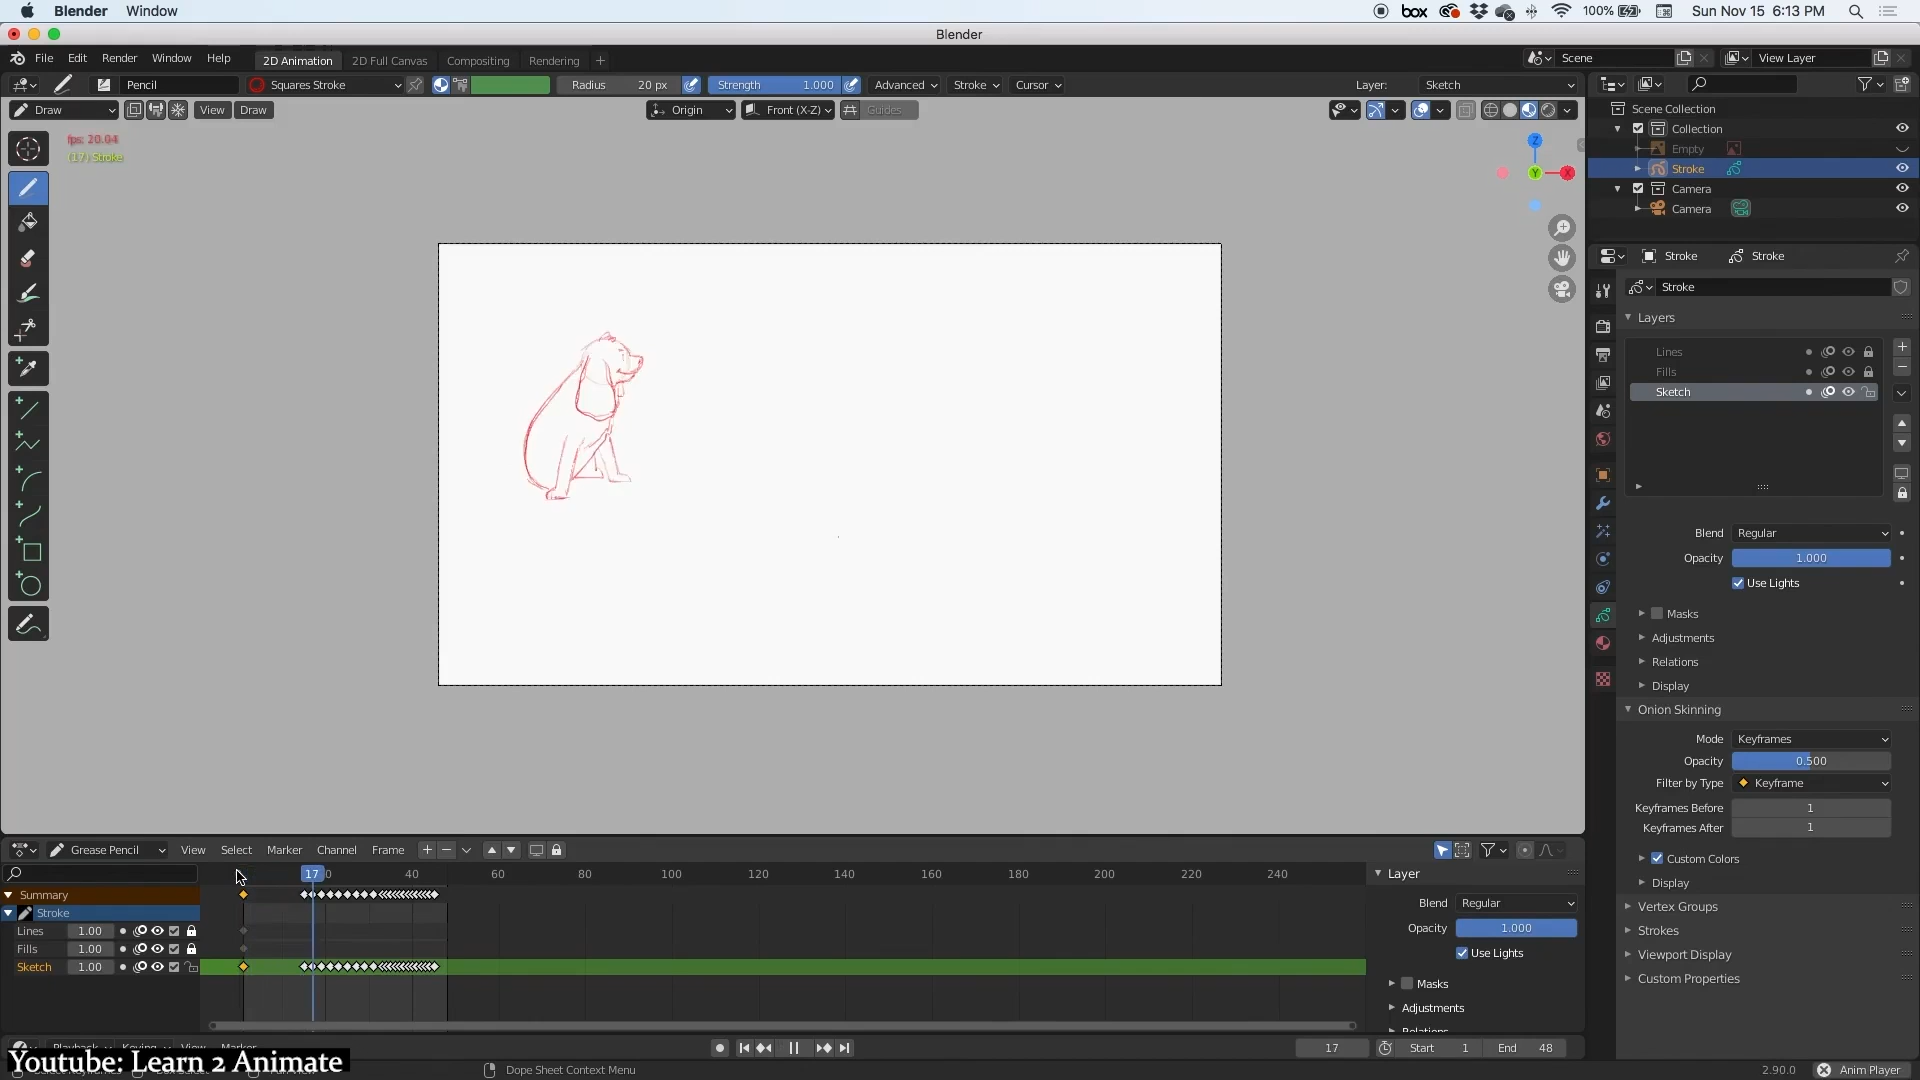 Blender Window box 100% Sun Nov 15 6:13 PM
Blender
File Edit Render Window Help 2D Animation 2D Full Canvas Compositing Rendering + Scene View Layer
Pencil Squares Stroke Radius 20 px Strength 1.000 Advanced Stroke Cursor Layer: Sketch
Draw View Draw Origin Front (X-Z) Guides
fps: 20.04
(17) Stroke
Z
Y X
Scene Collection
Collection
Empty
Stroke
Camera
Camera
Stroke Stroke
Stroke
Layers
Lines
Fills
Sketch
Blend Regular
Opacity 1.000
Use Lights
Masks
Adjustments
Relations
Display
Onion Skinning
Mode Keyframes
Opacity 0.500
Filter by Type Keyframe
Keyframes Before 1
Keyframes After 1
Custom Colors
Display
Vertex Groups
Strokes
Viewport Display
Custom Properties
Grease Pencil View Select Marker Channel Frame
17 40 60 80 100 120 140 160 180 200 220 240
Summary
Stroke
Lines 1.00
Fills 1.00
Sketch 1.00
Layer
Blend Regular
Opacity 1.000
Use Lights
Masks
Adjustments
Relations
17 Start 1 End 48
Youtube: Learn 2 Animate
Dope Sheet Context Menu 2.90.0 Anim Player